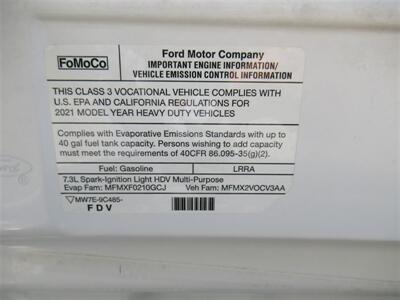 FoMoCo
Ford Motor Company
IMPORTANT ENGINE INFORMATION/
VEHICLE EMISSION CONTROL INFORMATION
THIS CLASS 3 VOCATIONAL VEHICLE COMPLIES WITH
U.S. EPA AND CALIFORNIA REGULATIONS FOR
2021 MODEL YEAR HEAVY DUTY VEHICLES
Complies with Evaporative Emissions Standards with up to
40 gal fuel tank capacity. Persons wishing to add capacity
must meet the requirements of 40CFR 86.095-35(g)(2).
Fuel: Gasoline LRRA
7.3L Spark-Ignition Light HDV Multi-Purpose
Evap Fam: MFMXF0210GCJ Veh Fam: MFMX2VOCV3AA
MW7E-9C485-
FDV
Ford